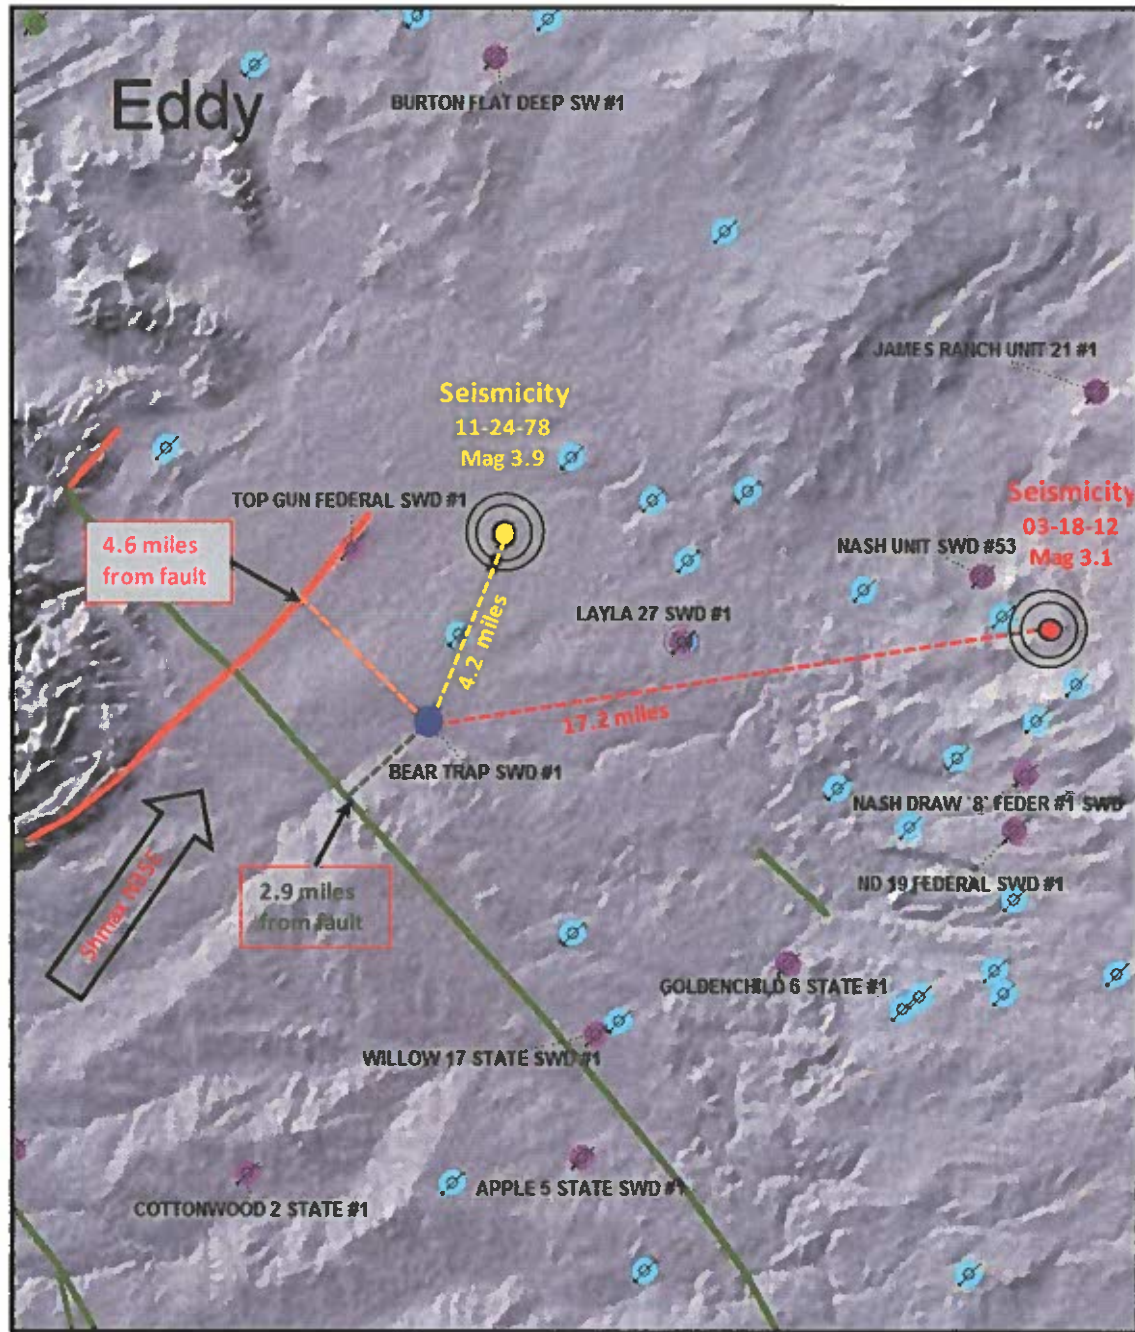 Eddy
BURTON FLAT DEEP SW #1
JAMES RANCH UNIT 21 #1
Seismicity
11-24-78
Mag 3.9
TOP GUN FEDERAL SWD #1
Seismicity
03-18-12
Mag 3.1
4.6 miles
from fault
NASH UNIT SWD #53
LAYLA 27 SWD #1
4.2 miles
17.2 miles
BEAR TRAP SWD #1
NASH DRAW '8' FEDER #1 SWD
Shmax N35E
2.9 miles
from fault
ND 19 FEDERAL SWD #1
GOLDENCHILD 6 STATE #1
WILLOW 17 STATE SWD #1
APPLE 5 STATE SWD #1
COTTONWOOD 2 STATE #1